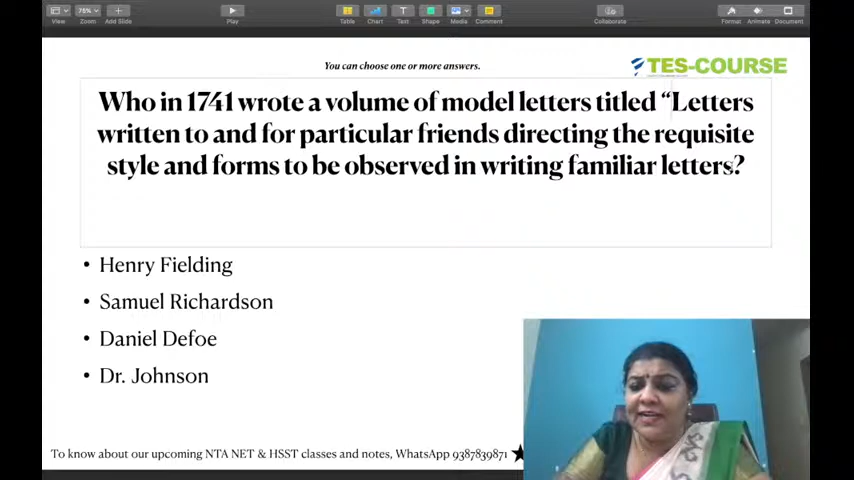 75%
View
Zoom
Add Slide
Play
Table
Chart
Text
Shape
Media
Comment
Collaborate
Format
Animate
Document
You can choose one or more answers.
TES-COURSE
Who in 1741 wrote a volume of model letters titled “Letters
written to and for particular friends directing the requisite
style and forms to be observed in writing familiar letters?
• Henry Fielding
• Samuel Richardson
• Daniel Defoe
• Dr. Johnson
To know about our upcoming NTA NET & HSST classes and notes, WhatsApp 9387839871